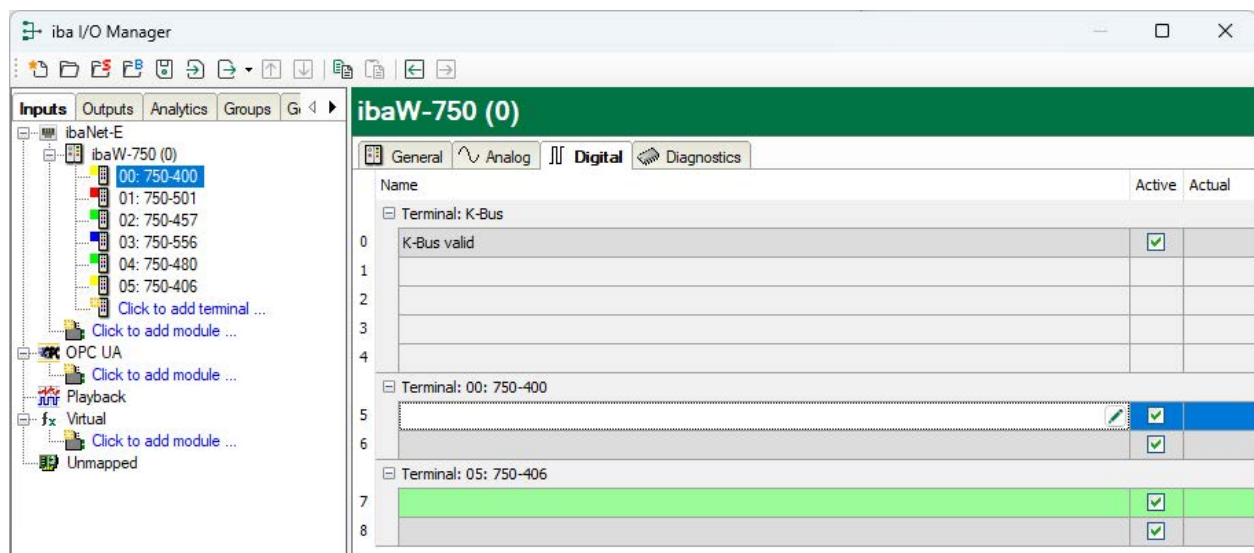 iba I/O Manager
Inputs Outputs Analytics Groups
ibaNet-E
ibaW-750 (0)
00: 750-400
01: 750-501
02: 750-457
03: 750-556
04: 750-480
05: 750-406
Click to add terminal ...
Click to add module ...
OPC UA
Click to add module ...
Playback
fx Virtual
Click to add module ...
Unmapped
ibaW-750 (0)
General Analog Digital Diagnostics
Name Active Actual
Terminal: K-Bus
0 K-Bus valid
1
2
3
4
Terminal: 00: 750-400
5
6
Terminal: 05: 750-406
7
8